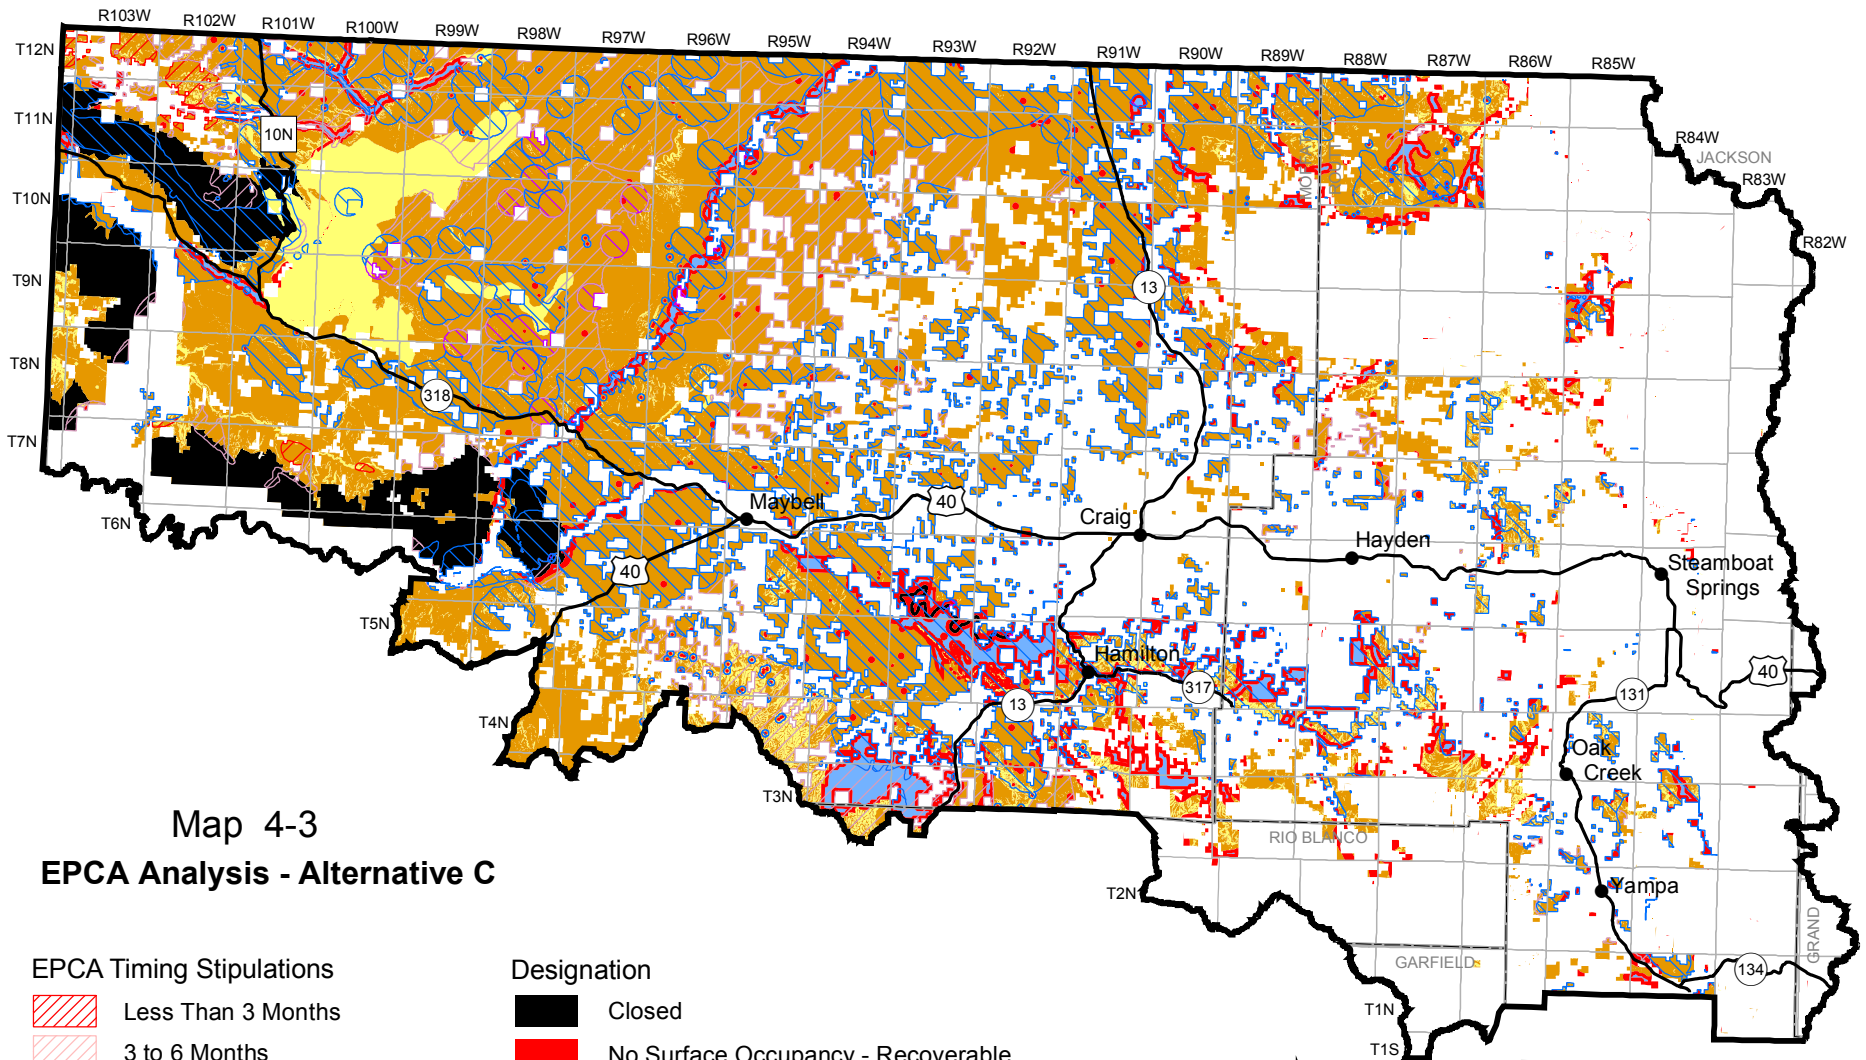 R103W
R102W
R101W
R100W
R99W
R98W
R97W
R96W
R95W
R94W
R93W
R92W
R91W
R90W
R89W
R88W
R87W
R86W
R85W
R84W
JACKSON
R83W
R82W
T12N
T11N
T10N
T9N
T8N
T7N
T6N
T5N
T4N
T3N
T2N
T1N
T1S
10N
13
318
MOFFAT
ROUTT
Maybell
40
Craig
Hayden
Steamboat
Springs
40
Hamilton
317
13
131
40
Oak
Creek
RIO BLANCO
Yampa
GARFIELD
GRAND
134
Map 4-3
EPCA Analysis - Alternative C
EPCA Timing Stipulations
Less Than 3 Months
3 to 6 Months
Designation
Closed
No Surface Occupancy - Recoverable